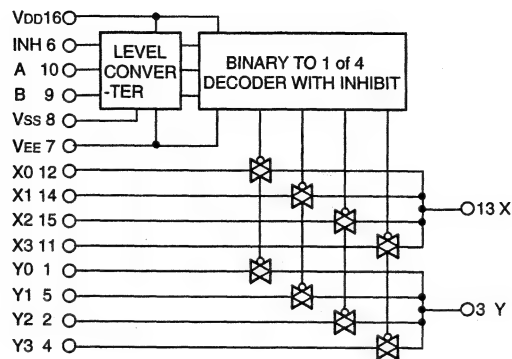 VDD16
INH 6
A 10
B 9
VSS 8
VEE 7
X0 12
X1 14
X2 15
X3 11
Y0 1
Y1 5
Y2 2
Y3 4
LEVEL
CONVER
-TER
BINARY TO 1 of 4
DECODER WITH INHIBIT
13 X
3 Y